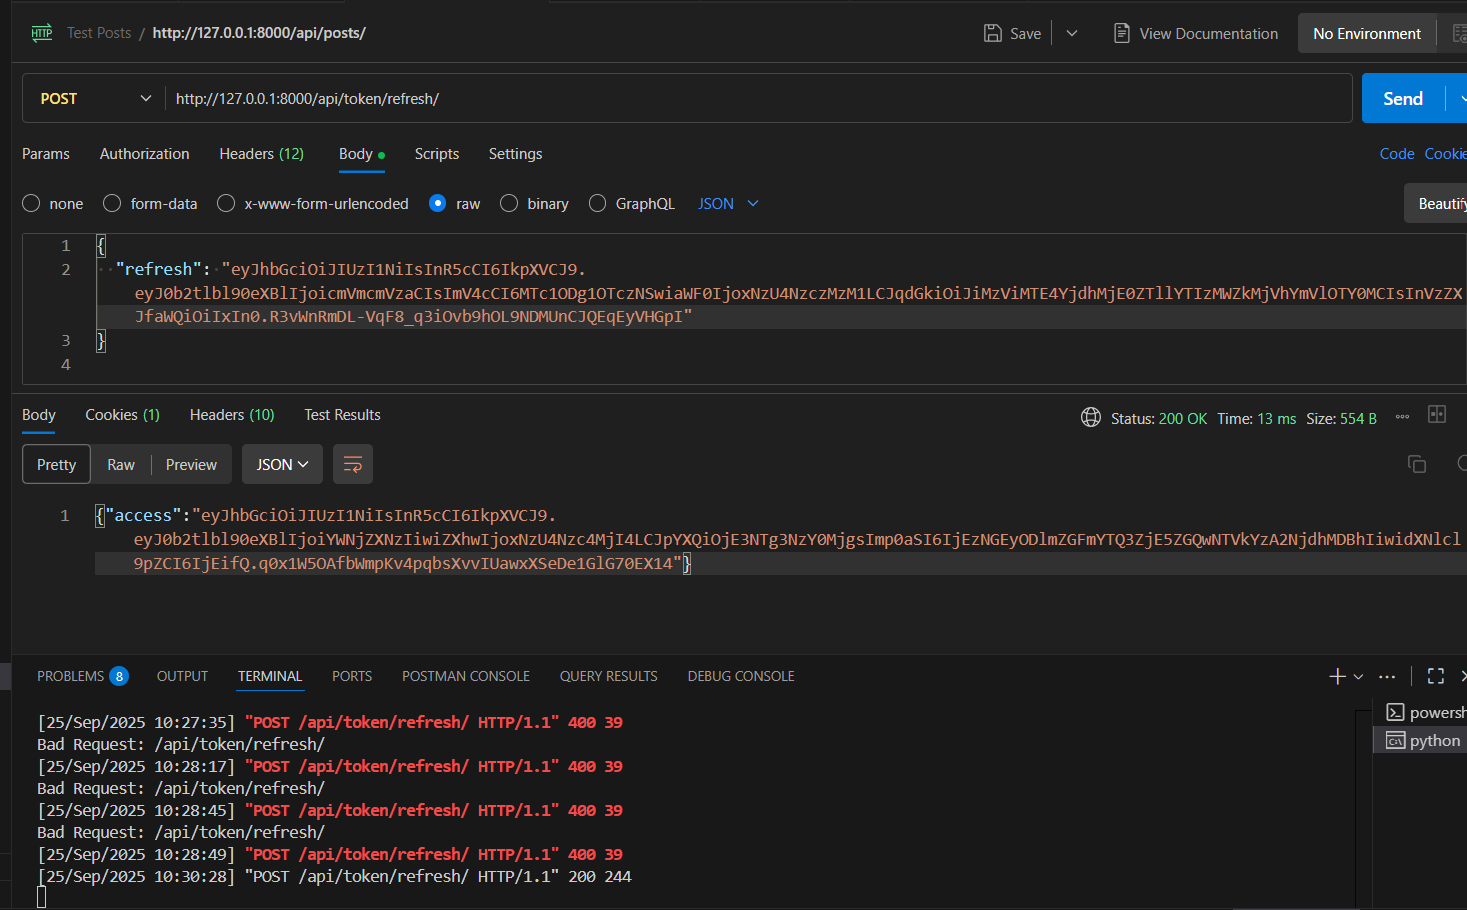 Test Posts / http://127.0.0.1:8000/api/posts/
Save
View Documentation
No Environment
POST
http://127.0.0.1:8000/api/token/refresh/
Send
Params
Authorization
Headers (12)
Body
Scripts
Settings
Code
Cookie
none
form-data
x-www-form-urlencoded
raw
binary
GraphQL
JSON
Beautify
1 {
2 "refresh": "eyJhbGciOiJIUzI1NiIsInR5cCI6IkpXVCJ9.
eyJ0b2tlbl90eXBlIjoicmVmcmVzaCIsImV4cCI6MTc1ODg1OTczNSwiaWF0IjoxNzU4NzczMzM1LCJqdGkiOiJiMzViMTE4YjdhMjE0ZTllYTIzMWZkMjVhYmVlOTY0MCIsInVzZX
JfaWQiOiIxIn0.R3vWnRmDL-VqF8_q3iOvb9hOL9NDMUnCJQEqEyVHGpI"
3 }
4
Body
Cookies (1)
Headers (10)
Test Results
Status: 200 OK
Time: 13 ms
Size: 554 B
Pretty
Raw
Preview
JSON
1 {"access":"eyJhbGciOiJIUzI1NiIsInR5cCI6IkpXVCJ9.
eyJ0b2tlbl90eXBlIjoiYWNjZXNzIiwiZXhwIjoxNzU4Nzc4MjI4LCJpYXQiOjE3NTg3NzY0MjgsImp0aSI6IjEzNGEyODlmZGFmYTQ3ZjE5ZGQwNTVkYzA2NjdhMDBhIiwidXNlcl
9pZCI6IjEifQ.q0x1W5OAfbWmpKv4pqbsXvvIUawxXSeDe1GlG70EX14"}
PROBLEMS 8
OUTPUT
TERMINAL
PORTS
POSTMAN CONSOLE
QUERY RESULTS
DEBUG CONSOLE
[25/Sep/2025 10:27:35] "POST /api/token/refresh/ HTTP/1.1" 400 39
Bad Request: /api/token/refresh/
[25/Sep/2025 10:28:17] "POST /api/token/refresh/ HTTP/1.1" 400 39
Bad Request: /api/token/refresh/
[25/Sep/2025 10:28:45] "POST /api/token/refresh/ HTTP/1.1" 400 39
Bad Request: /api/token/refresh/
[25/Sep/2025 10:28:49] "POST /api/token/refresh/ HTTP/1.1" 400 39
[25/Sep/2025 10:30:28] "POST /api/token/refresh/ HTTP/1.1" 200 244
powersh
python